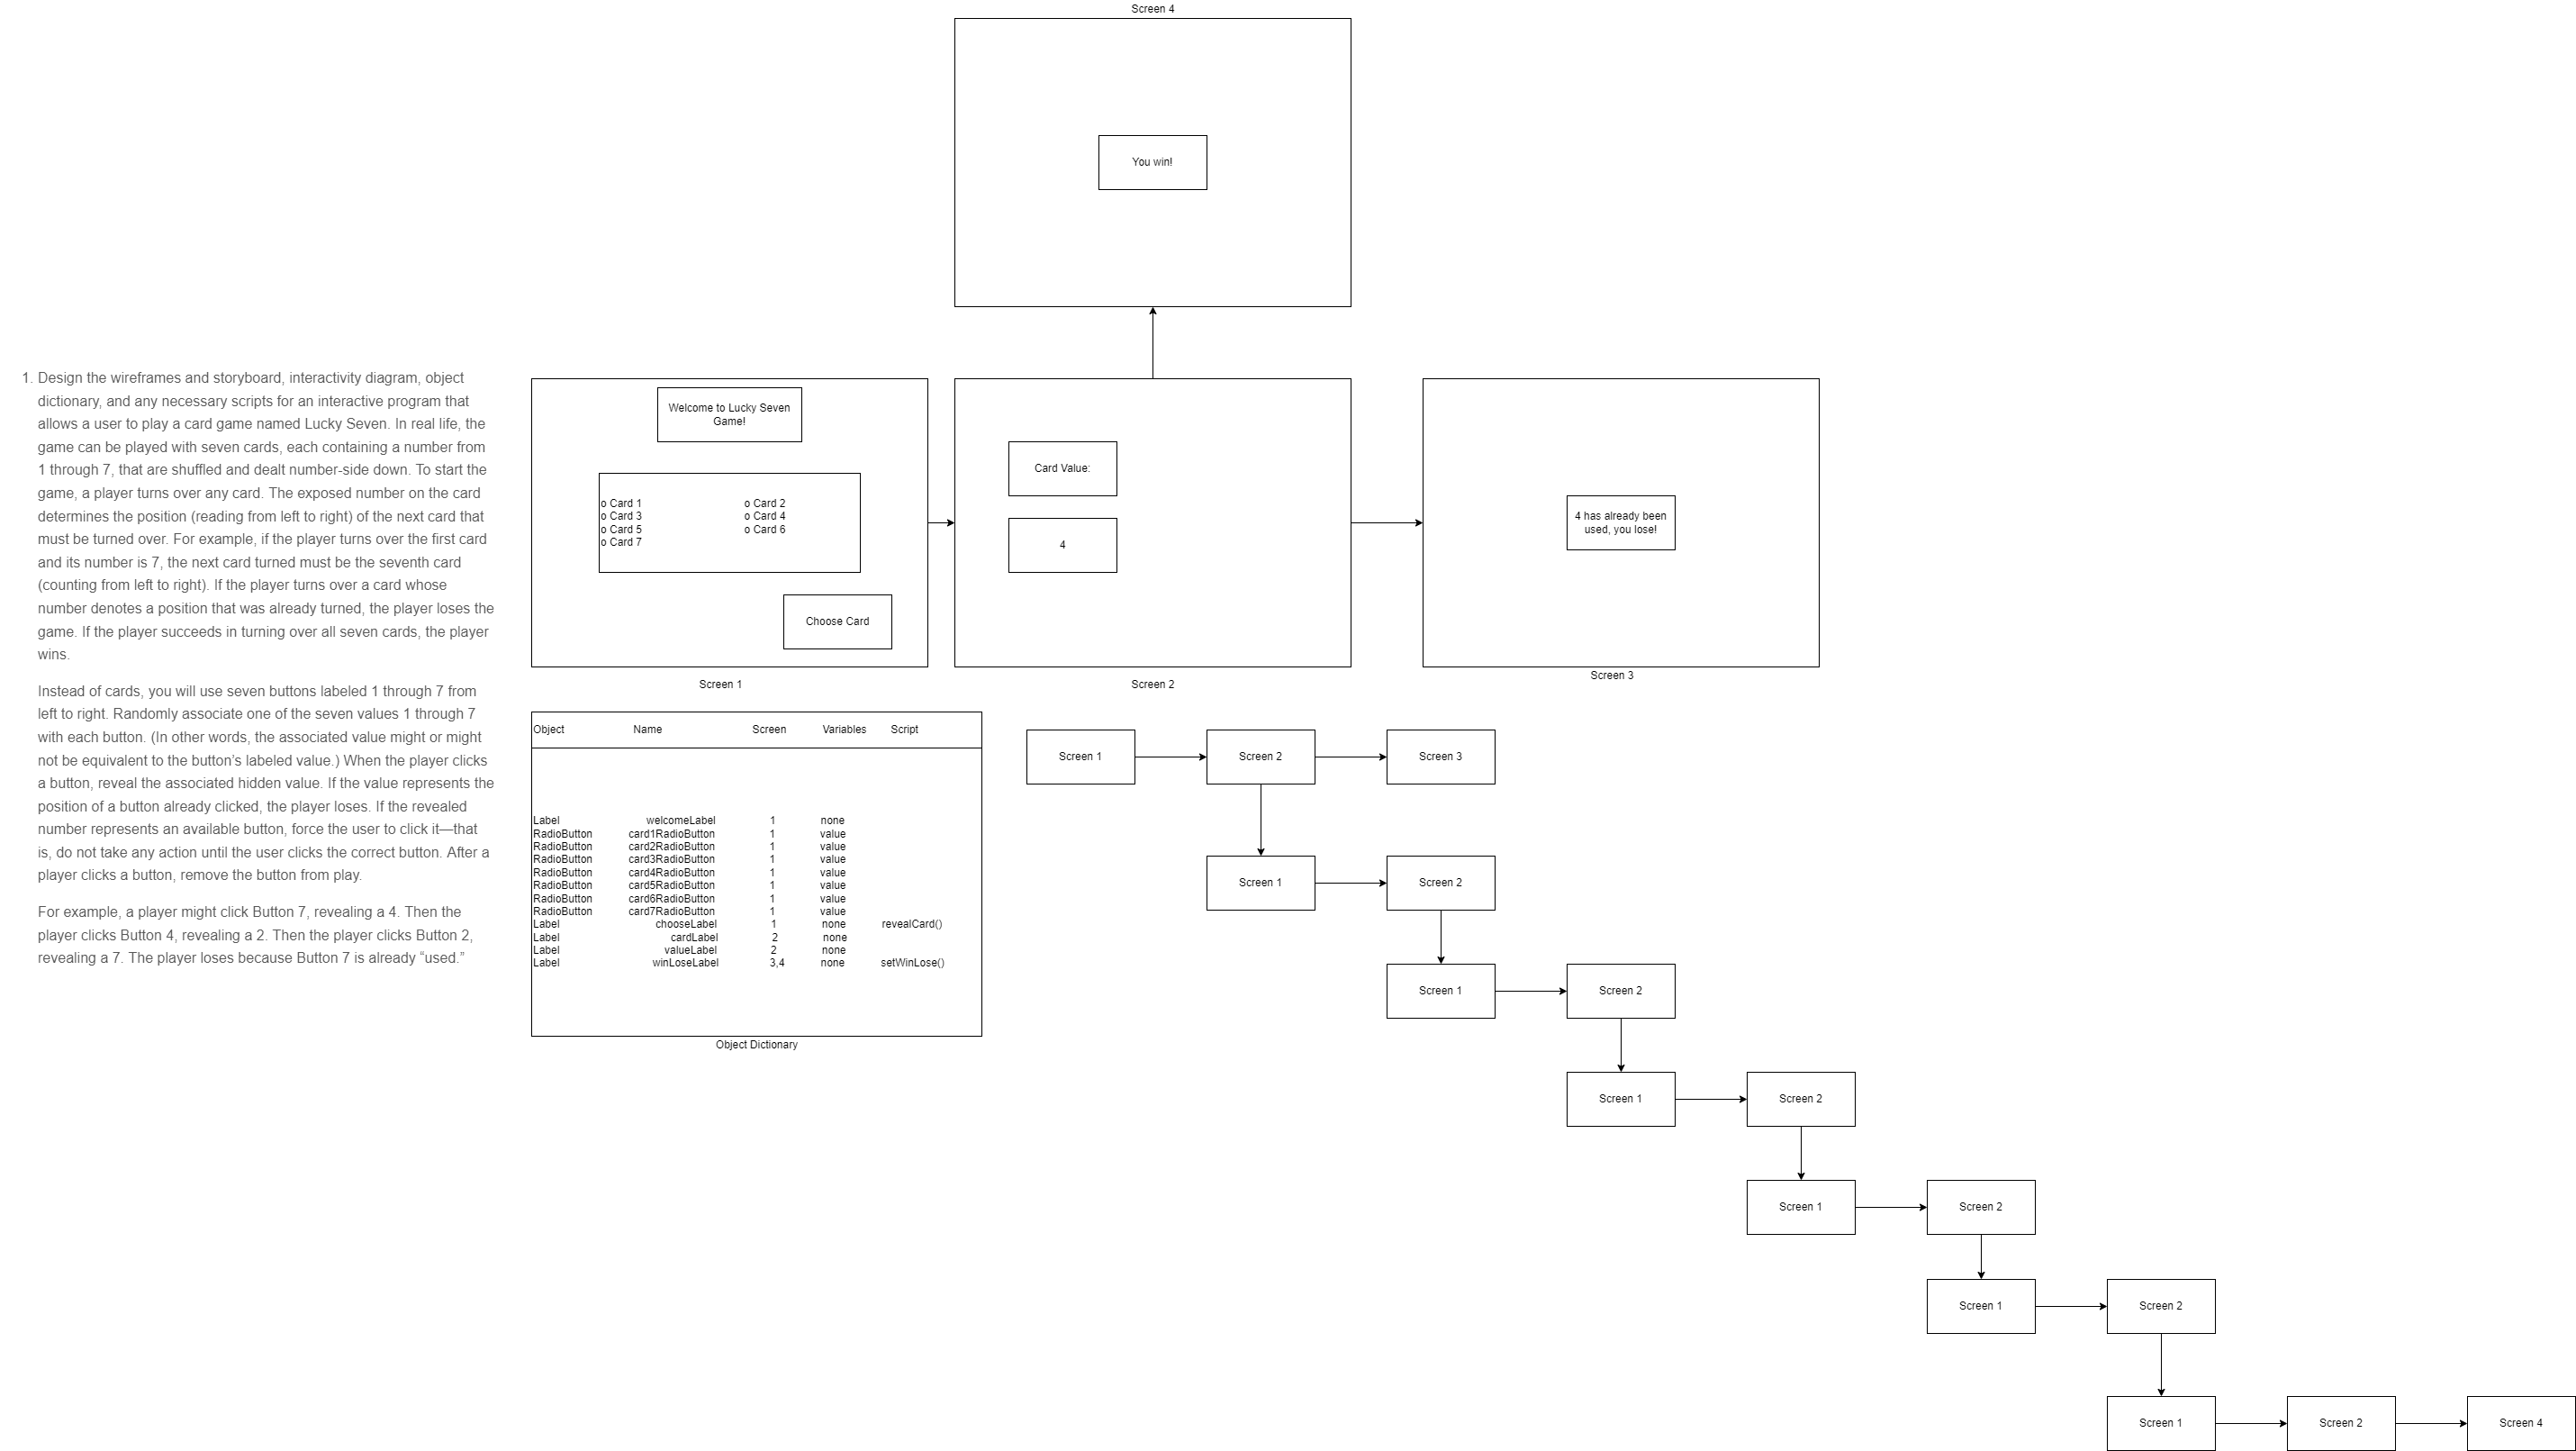 Screen 4
You win!
1. Design the wireframes and storyboard, interactivity diagram, object
dictionary, and any necessary scripts for an interactive program that
allows a user to play a card game named Lucky Seven. In real life, the
game can be played with seven cards, each containing a number from
1 through 7, that are shuffled and dealt number-side down. To start the
game, a player turns over any card. The exposed number on the card
determines the position (reading from left to right) of the next card that
must be turned over. For example, if the player turns over the first card
and its number is 7, the next card turned must be the seventh card
(counting from left to right). If the player turns over a card whose
number denotes a position that was already turned, the player loses the
game. If the player succeeds in turning over all seven cards, the player
wins.
Instead of cards, you will use seven buttons labeled 1 through 7 from
left to right. Randomly associate one of the seven values 1 through 7
with each button. (In other words, the associated value might or might
not be equivalent to the button’s labeled value.) When the player clicks
a button, reveal the associated hidden value. If the value represents the
position of a button already clicked, the player loses. If the revealed
number represents an available button, force the user to click it—that
is, do not take any action until the user clicks the correct button. After a
player clicks a button, remove the button from play.
For example, a player might click Button 7, revealing a 4. Then the
player clicks Button 4, revealing a 2. Then the player clicks Button 2,
revealing a 7. The player loses because Button 7 is already “used.”
Welcome to Lucky Seven
Game!
o Card 1 o Card 2
o Card 3 o Card 4
o Card 5 o Card 6
o Card 7
Choose Card
Screen 1
Card Value:
4
Screen 2
4 has already been
used, you lose!
Screen 3
Object Name Screen Variables Script
Label welcomeLabel 1 none
RadioButton card1RadioButton 1 value
RadioButton card2RadioButton 1 value
RadioButton card3RadioButton 1 value
RadioButton card4RadioButton 1 value
RadioButton card5RadioButton 1 value
RadioButton card6RadioButton 1 value
RadioButton card7RadioButton 1 value
Label chooseLabel 1 none revealCard()
Label cardLabel 2 none
Label valueLabel 2 none
Label winLoseLabel 3,4 none setWinLose()
Object Dictionary
Screen 1 Screen 2 Screen 3
Screen 1 Screen 2
Screen 1 Screen 2
Screen 1 Screen 2
Screen 1 Screen 2
Screen 1 Screen 2
Screen 1 Screen 2 Screen 4